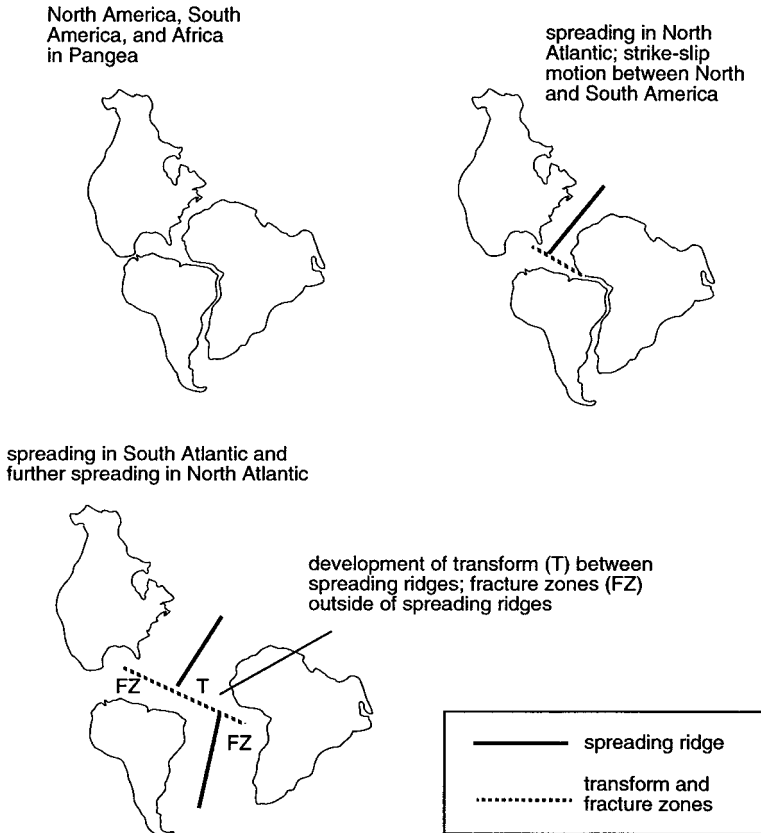 North America, South
America, and Africa
in Pangea
spreading in North
Atlantic; strike-slip
motion between North
and South America
spreading in South Atlantic and
further spreading in North Atlantic
development of transform (T) between
spreading ridges; fracture zones (FZ)
outside of spreading ridges
FZ
T
FZ
spreading ridge
transform and
fracture zones